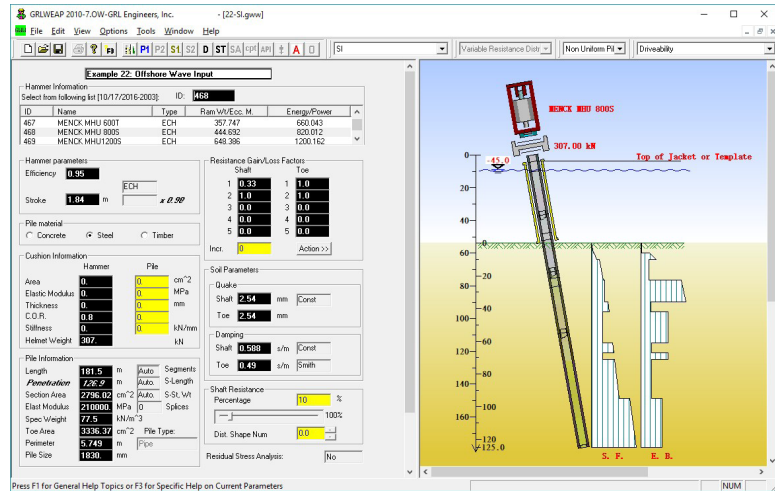 GRLWEAP 2010-7.OW-GRL Engineers, Inc. - [22-SI.gww]
File Edit View Options Tools Window Help
P1 P2 S1 S2 D ST SA cpt API A SI Variable Resistance Distr. Non Uniform Pil Driveability
Example 22: Offshore Wave Input
Hammer Information
Select from following list [10/17/2016-2003]: ID: 468
ID Name Type Ram Wt/Ecc. M. Energy/Power
467 MENCK MHU 600T ECH 357.747 660.043
468 MENCK MHU 800S ECH 444.692 820.012
469 MENCK MHU1200S ECH 648.386 1200.162
Hammer parameters
Efficiency 0.95
ECH
Stroke 1.84 m x 0.90
Pile material
Concrete Steel Timber
Cushion Information
Hammer Pile
Area 0. 0. cm^2
Elastic Modulus 0. 0. MPa
Thickness 0. 0. mm
C.O.R. 0.8
Stiffness 0. 0. kN/mm
Helmet Weight 307. kN
Pile Information
Length 181.5 m Auto Segments
Penetration 126.9 m Auto. S-Length
Section Area 2796.02 cm^2 Auto. S-St, Wt
Elast Modulus 210000. MPa 0 Splices
Spec Weight 77.5 kN/m^3
Toe Area 3336.37 cm^2 Pile Type:
Perimeter 5.749 m Pipe
Pile Size 1830. mm
Resistance Gain/Loss Factors
Shaft Toe
1 0.33 1 1.0
2 1.0 2 1.0
3 0.0 3 0.0
4 0.0 4 0.0
5 0.0 5 0.0
Incr. 0 Action >>
Soil Parameters
Quake
Shaft 2.54 mm Const
Toe 2.54 mm
Damping
Shaft 0.588 s/m Const
Toe 0.49 s/m Smith
Shaft Resistance
Percentage 10 %
100%
Dist. Shape Num 0.0
Residual Stress Analysis: No
MENCK MHU 800S
307.00 kN
Top of Jacket or Template
-45.0
0
20
40
60
80
100
120
140
160
0
20
40
60
80
100
120
125.0
S. F. E. B.
Press F1 for General Help Topics or F3 for Specific Help on Current Parameters NUM